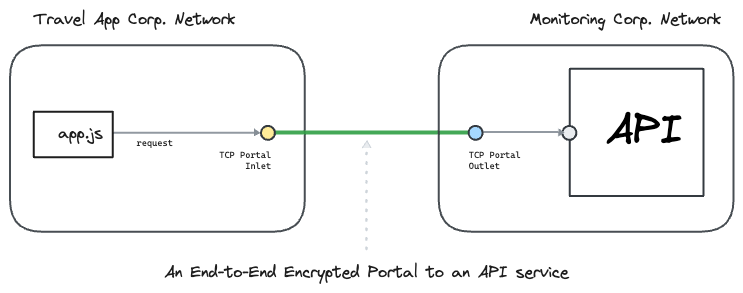 Travel App Corp. Network
Monitoring Corp. Network
app.js
request
TCP Portal
Inlet
TCP Portal
Outlet
API
An End-to-End Encrypted Portal to an API service